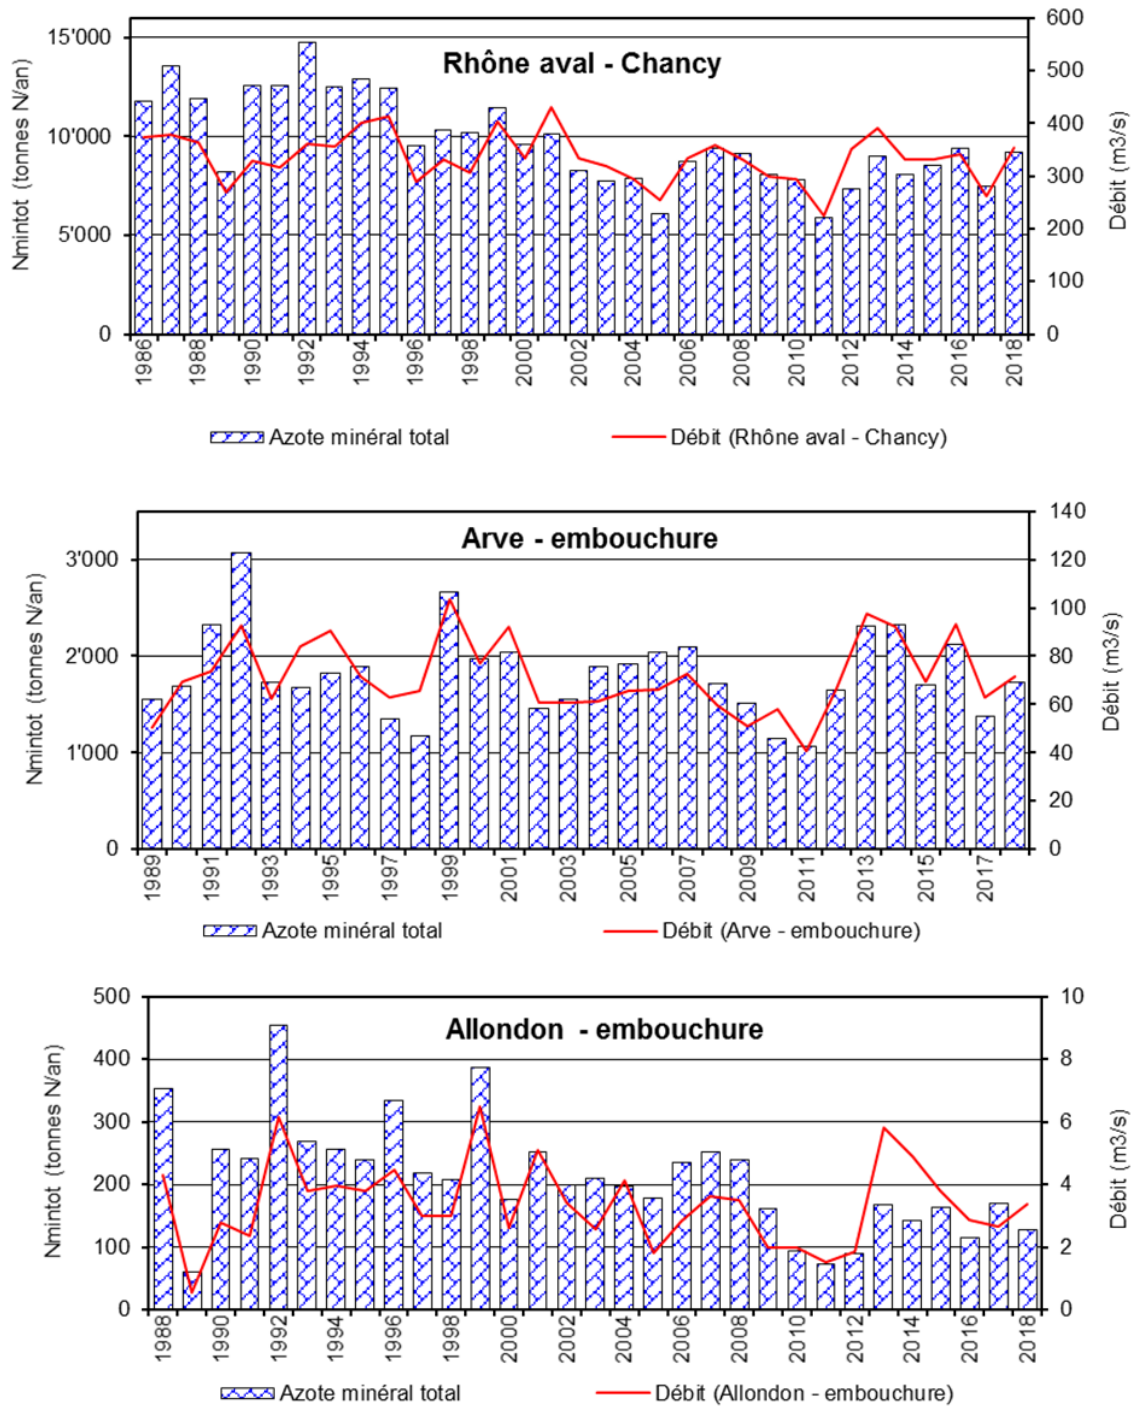 Rhône aval - Chancy
Nmintot (tonnes N/an)
15'000
10'000
5'000
0
600
500
400
300
200
100
0
Débit (m3/s)
1986 1988 1990 1992 1994 1996 1998 2000 2002 2004 2006 2008 2010 2012 2014 2016 2018
Azote minéral total Débit (Rhône aval - Chancy)
Arve - embouchure
Nmintot (tonnes N/an)
3'000
2'000
1'000
0
140
120
100
80
60
40
20
0
Débit (m3/s)
1989 1991 1993 1995 1997 1999 2001 2003 2005 2007 2009 2011 2013 2015 2017
Azote minéral total Débit (Arve - embouchure)
Allondon - embouchure
Nmintot (tonnes N/an)
500
400
300
200
100
0
10
8
6
4
2
0
Débit (m3/s)
1988 1990 1992 1994 1996 1998 2000 2002 2004 2006 2008 2010 2012 2014 2016 2018
Azote minéral total Débit (Allondon - embouchure)